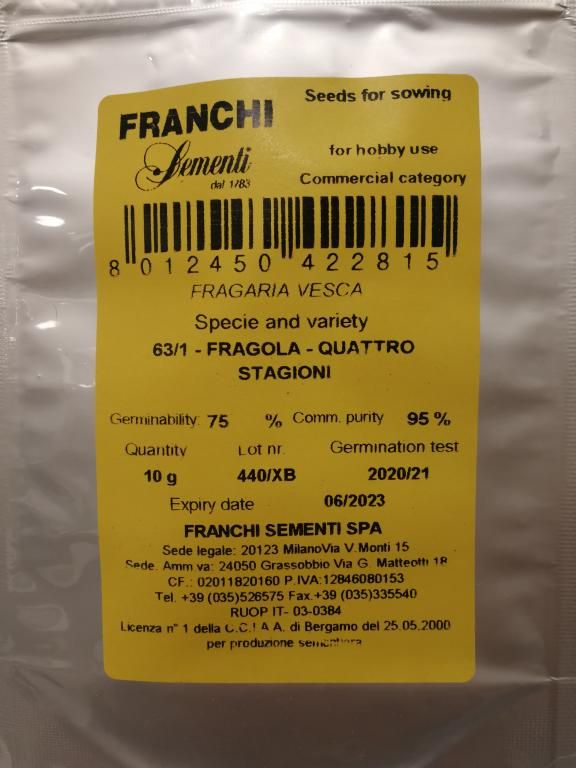 FRANCHI
Seeds for sowing
Sementi
dal 1783
for hobby use
Commercial category
8 012450 422815
FRAGARIA VESCA
Specie and variety
63/1 - FRAGOLA - QUATTRO
STAGIONI
Germinability: 75 % Comm. purity 95 %
Quantity Lot nr. Germination test
10 g 440/XB 2020/21
Expiry date 06/2023
FRANCHI SEMENTI SPA
Sede legale: 20123 MilanoVia V.Monti 15
Sede. Amm va: 24050 Grassobbio Via G. Matteotti 18
CF.: 02011820160 P.IVA:12846080153
Tel. +39 (035)526575 Fax.+39 (035)335540
RUOP IT- 03-0384
Licenza n° 1 della C.C.I.A.A. di Bergamo del 25.05.2000
per produzione sementiera